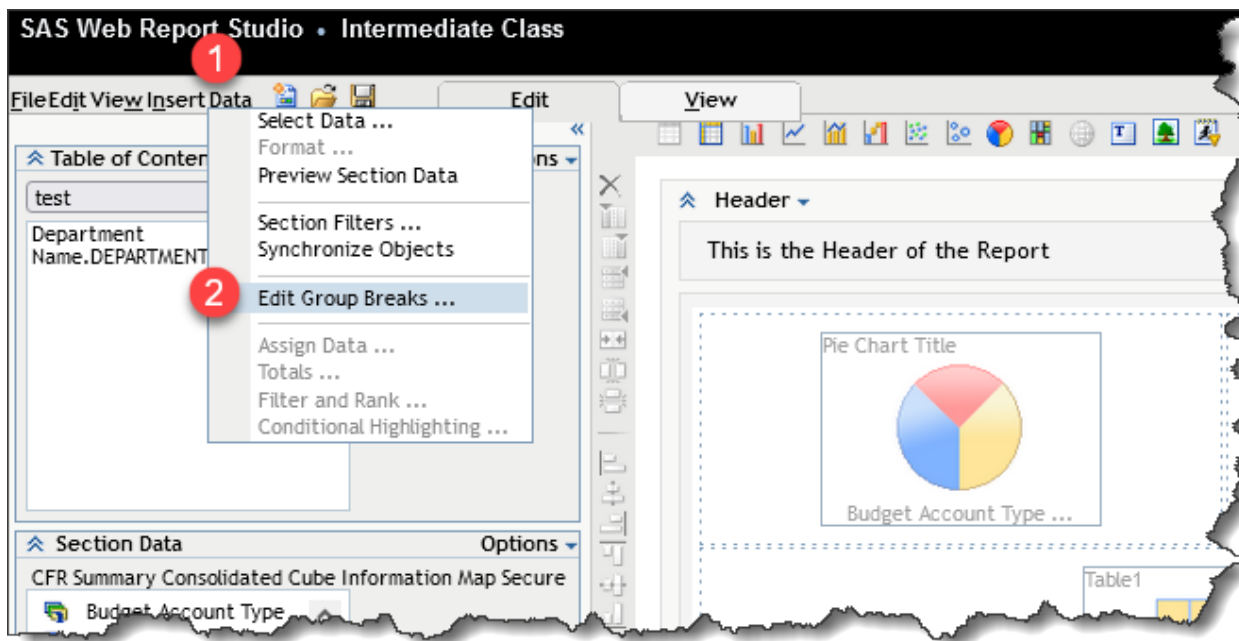 SAS Web Report Studio • Intermediate Class
1
File Edit View Insert Data Edit View
Select Data ...
Format ...
Preview Section Data
Section Filters ...
Synchronize Objects
2 Edit Group Breaks ...
Assign Data ...
Totals ...
Filter and Rank ...
Conditional Highlighting ...
Table of Conten
ons
test
Department
Name.DEPARTMENT
Section Data Options
CFR Summary Consolidated Cube Information Map Secure
Budget Account Type
Header
This is the Header of the Report
Pie Chart Title
Budget Account Type ...
Table1